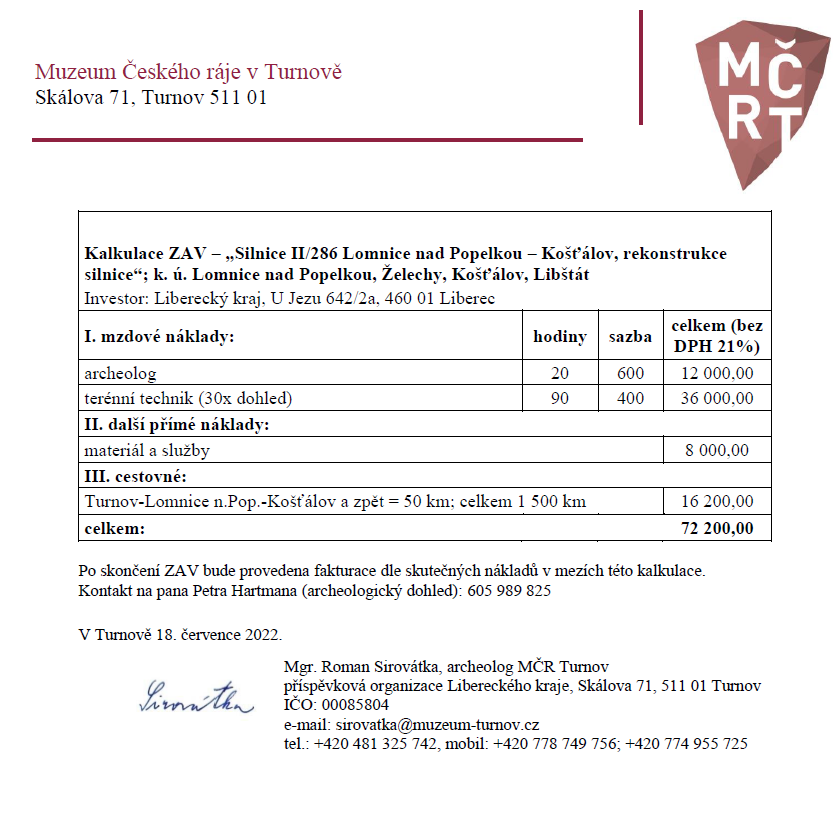 Muzeum Českého ráje v Turnově
Skálova 71, Turnov 511 01
MČ
RT
Kalkulace ZAV – „Silnice II/286 Lomnice nad Popelkou – Košťálov, rekonstrukce
silnice“; k. ú. Lomnice nad Popelkou, Želechy, Košťálov, Libštát
Investor: Liberecký kraj, U Jezu 642/2a, 460 01 Liberec
I. mzdové náklady: hodiny sazba celkem (bez
DPH 21%)
archeolog 20 600 12 000,00
terénní technik (30x dohled) 90 400 36 000,00
II. další přímé náklady:
materiál a služby 8 000,00
III. cestovné:
Turnov-Lomnice n.Pop.-Košťálov a zpět = 50 km; celkem 1 500 km 16 200,00
celkem: 72 200,00
Po skončení ZAV bude provedena fakturace dle skutečných nákladů v mezích této kalkulace.
Kontakt na pana Petra Hartmana (archeologický dohled): 605 989 825
V Turnově 18. července 2022.
Sirovátka
Mgr. Roman Sirovátka, archeolog MČR Turnov
příspěvková organizace Libereckého kraje, Skálova 71, 511 01 Turnov
IČO: 00085804
e-mail: sirovatka@muzeum-turnov.cz
tel.: +420 481 325 742, mobil: +420 778 749 756; +420 774 955 725